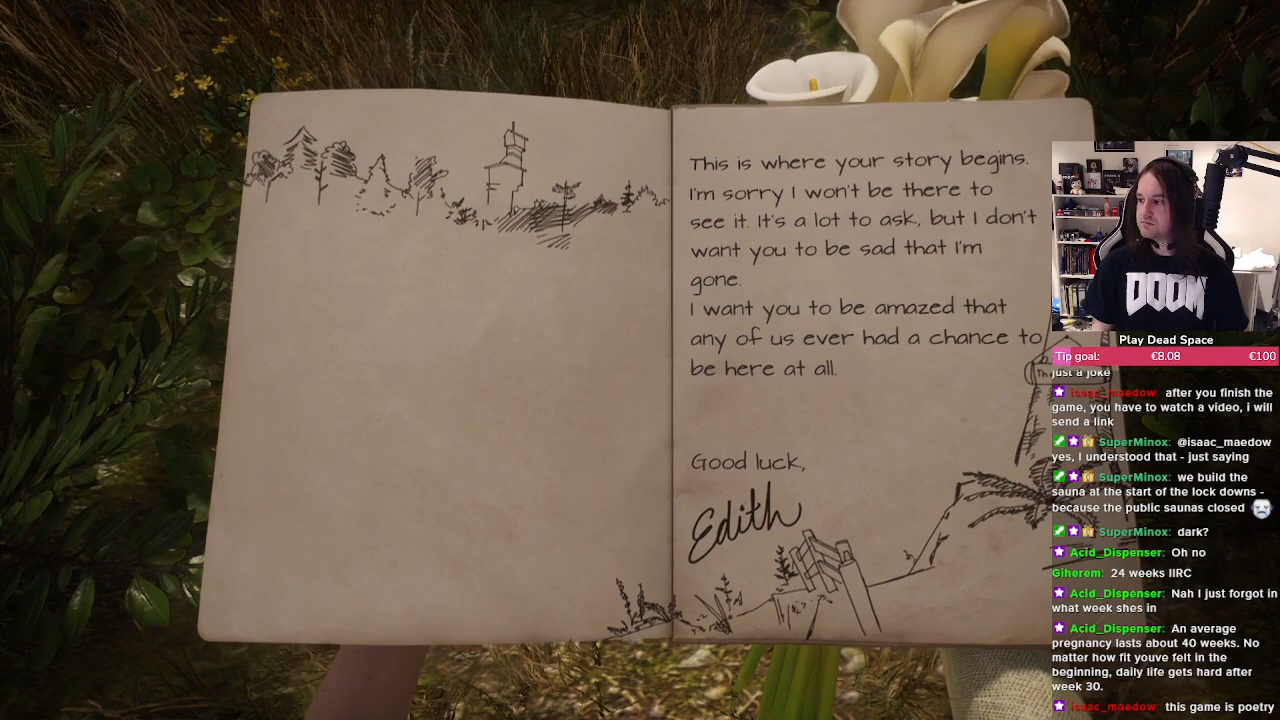 This is where your story begins.
I'm sorry I won't be there to
see it. It's a lot to ask, but I don't
want you to be sad that I'm
gone.
I want you to be amazed that
any of us ever had a chance to
be here at all.
Good luck,
Edith
DOOM
Play Dead Space
Tip goal: €8.08 €100
just a joke
isaac_maedow: after you finish the
game, you have to watch a video, i will
send a link
SuperMinox: @isaac_maedow
yes, I understood that - just saying
SuperMinox: we build the
sauna at the start of the lock downs -
because the public saunas closed
SuperMinox: dark?
Acid_Dispenser: Oh no
Giherem: 24 weeks IIRC
Acid_Dispenser: Nah I just forgot in
what week shes in
Acid_Dispenser: An average
pregnancy lasts about 40 weeks. No
matter how fit youve felt in the
beginning, daily life gets hard after
week 30.
isaac_maedow: this game is poetry